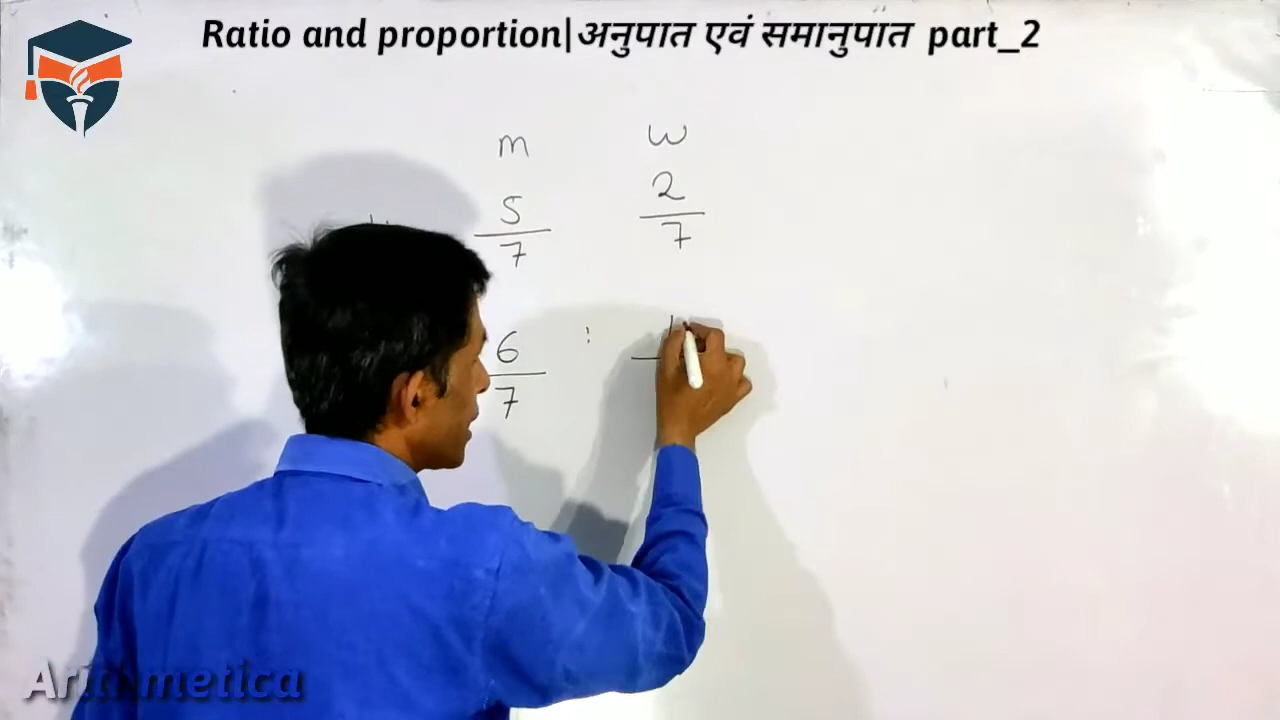 Ratio and proportion|अनुपात एवं समानुपात part_2
m w
5/7 2/7
6/7 :
Arithmetica